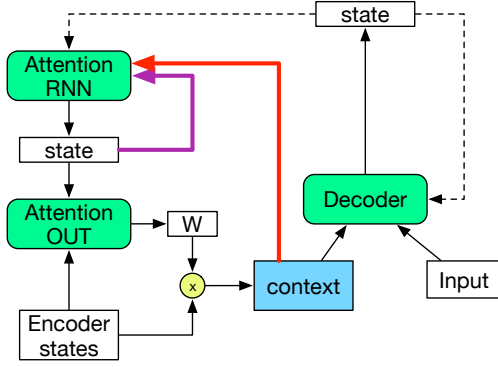 state
Attention
RNN
state
Attention
OUT
W
Decoder
x
context
Input
Encoder
states